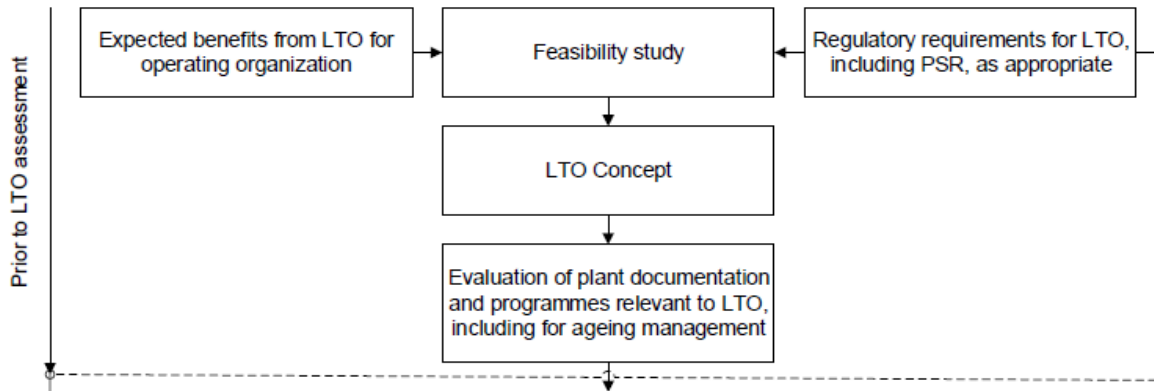 Prior to LTO assessment
Expected benefits from LTO for
operating organization
Feasibility study
Regulatory requirements for LTO,
including PSR, as appropriate
LTO Concept
Evaluation of plant documentation
and programmes relevant to LTO,
including for ageing management